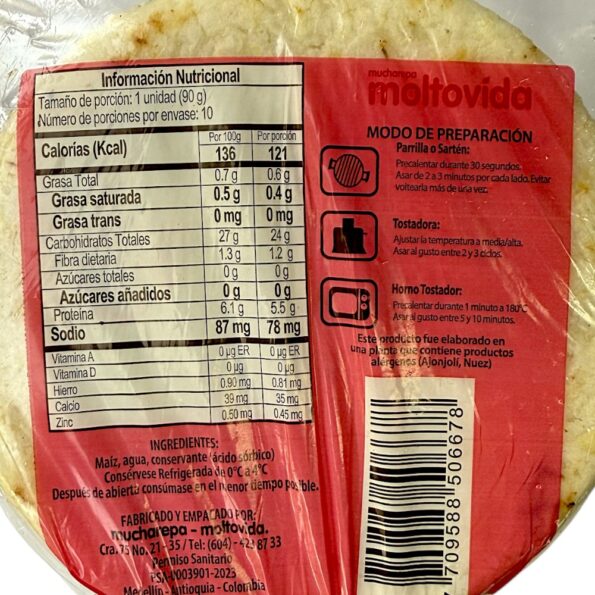 Información Nutricional
Tamaño de porción: 1 unidad (90 g)
Número de porciones por envase: 10
Por 100g Por porción
Calorías (Kcal) 136 121
Grasa Total 0.7 g 0.6 g
Grasa saturada 0.5 g 0.4 g
Grasa trans 0 mg 0 mg
Carbohidratos Totales 27 g 24 g
Fibra dietaria 1.3 g 1.2 g
Azúcares totales 0 g 0 g
Azúcares añadidos 0 g 0 g
Proteína 6.1 g 5.5 g
Sodio 87 mg 78 mg
Vitamina A 0 µg ER 0 µg ER
Vitamina D 0 µg 0 µg
Hierro 0.90 mg 0.81 mg
Calcio 39 mg 35 mg
Zinc 0.50 mg 0.45 mg
INGREDIENTES:
Maíz, agua, conservante (ácido sórbico)
Consérvese Refrigerada de 0°C a 4°C
Después de abierta consúmase en el menor tiempo posible.
FABRICADO Y EMPACADO POR:
mucharepa - moltovida.
Cra. 75 No. 21 - 35 / Tel: (604) - 87 33
Permiso Sanitario
PSA-0003901-2023
Medellín - Antioquia - Colombia
mucharepa
moltovida
MODO DE PREPARACIÓN
Parrilla o Sartén:
Precalentar durante 30 segundos.
Asar de 2 a 3 minutos por cada lado. Evitar
voltearla más de una vez.
Tostadora:
Ajustar la temperatura a media/alta.
Asar al gusto entre 2 y 3 ciclos.
Horno Tostador:
Precalentar durante 1 minuto a 180°C
Asar al gusto entre 5 y 10 minutos.
Este producto fue elaborado en
una planta que contiene productos
alérgenos (Ajonjolí, Nuez)
7 709588 506678